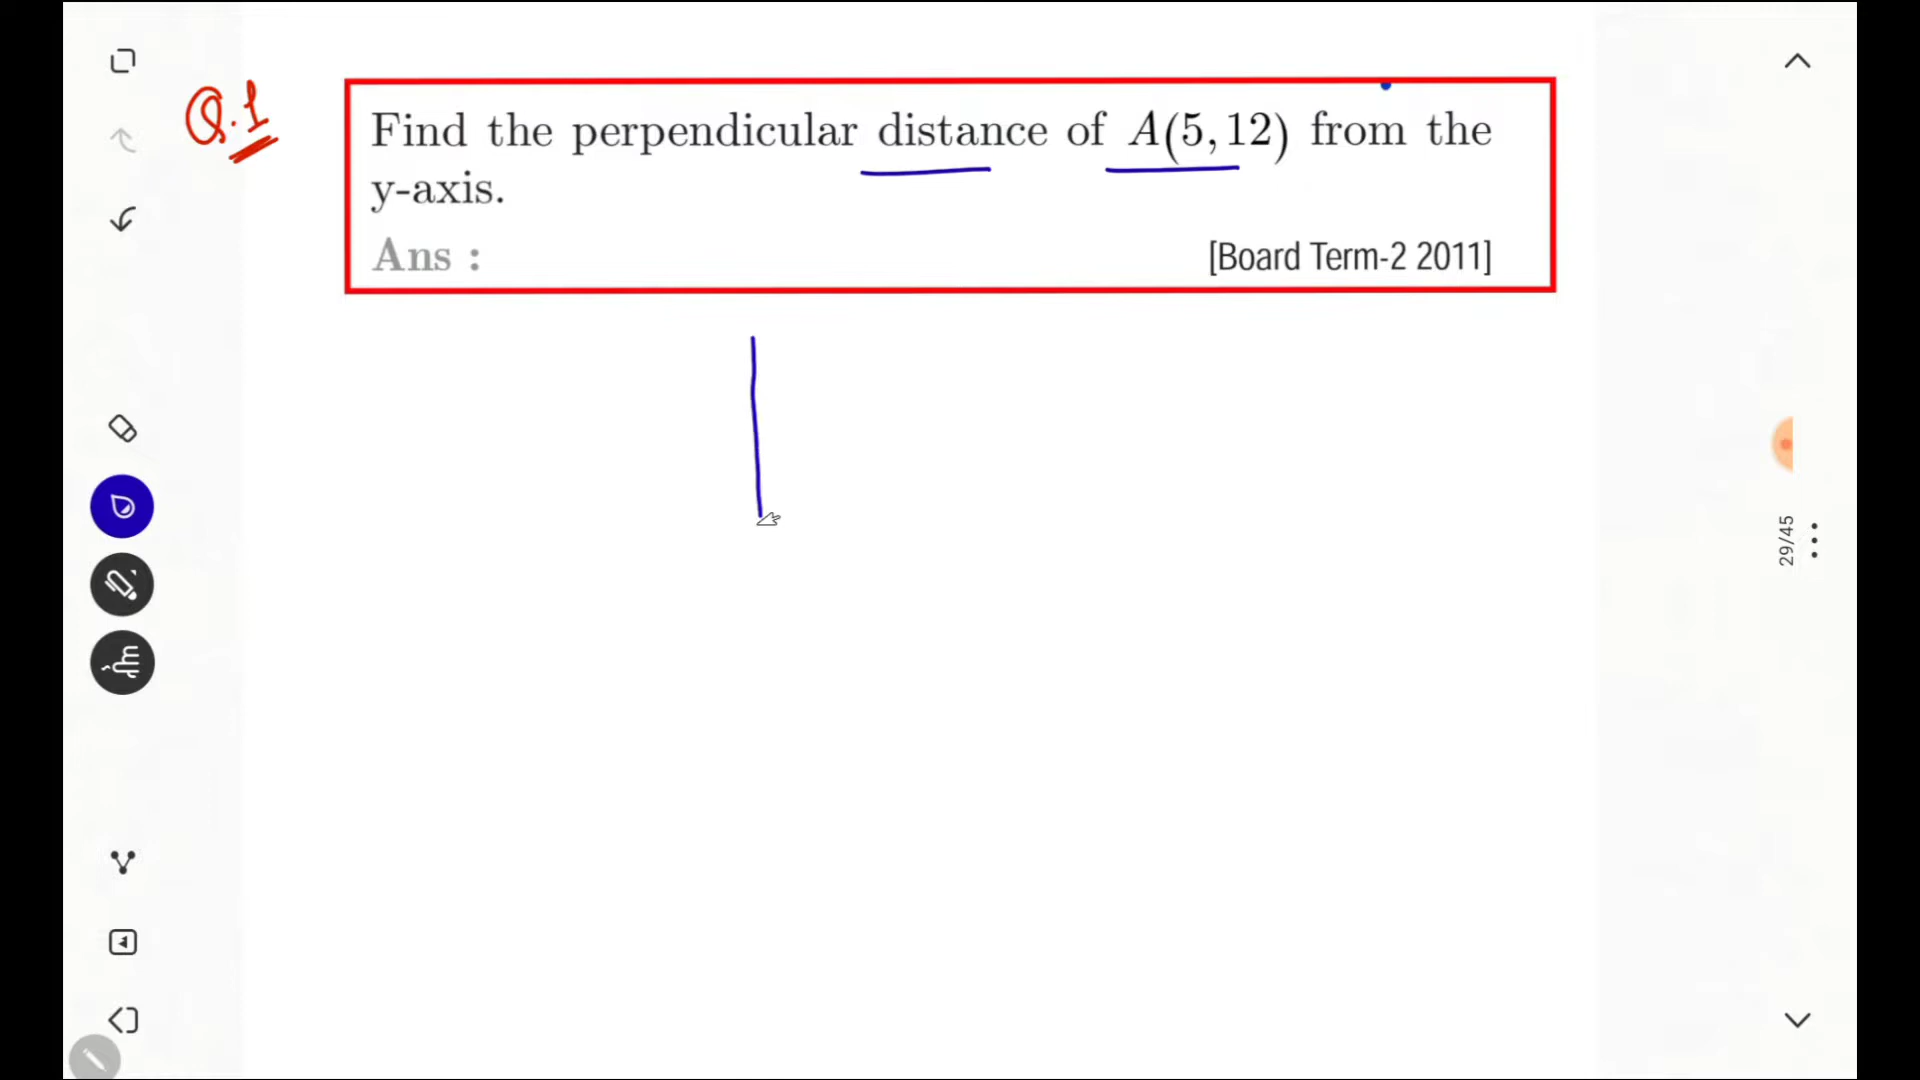 Q.1
Find the perpendicular distance of A(5,12) from the
y-axis.
Ans :
[Board Term-2 2011]
29/45